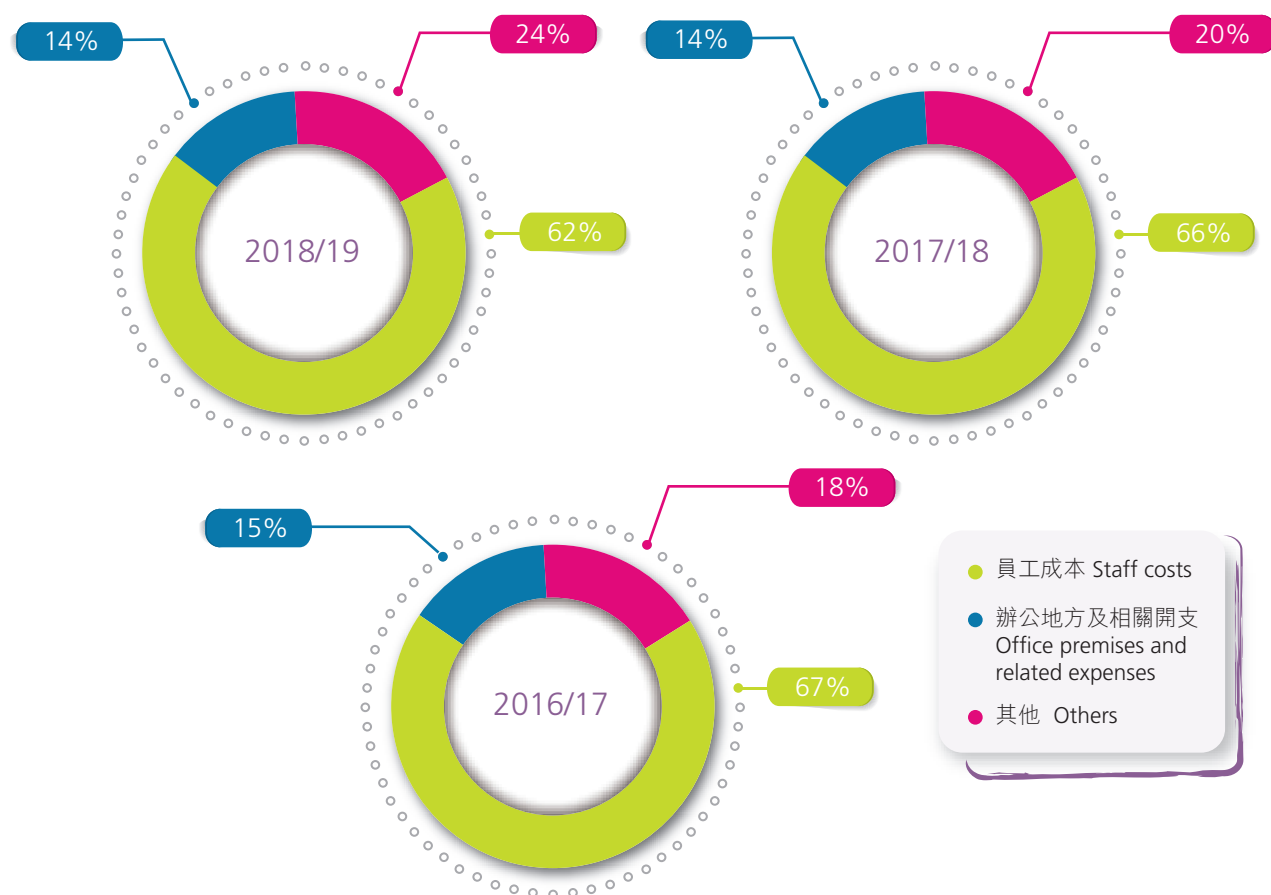 14%
24%
62%
2018/19
14%
20%
66%
2017/18
15%
18%
67%
2016/17
員工成本 Staff costs
辦公地方及相關開支
Office premises and
related expenses
其他 Others